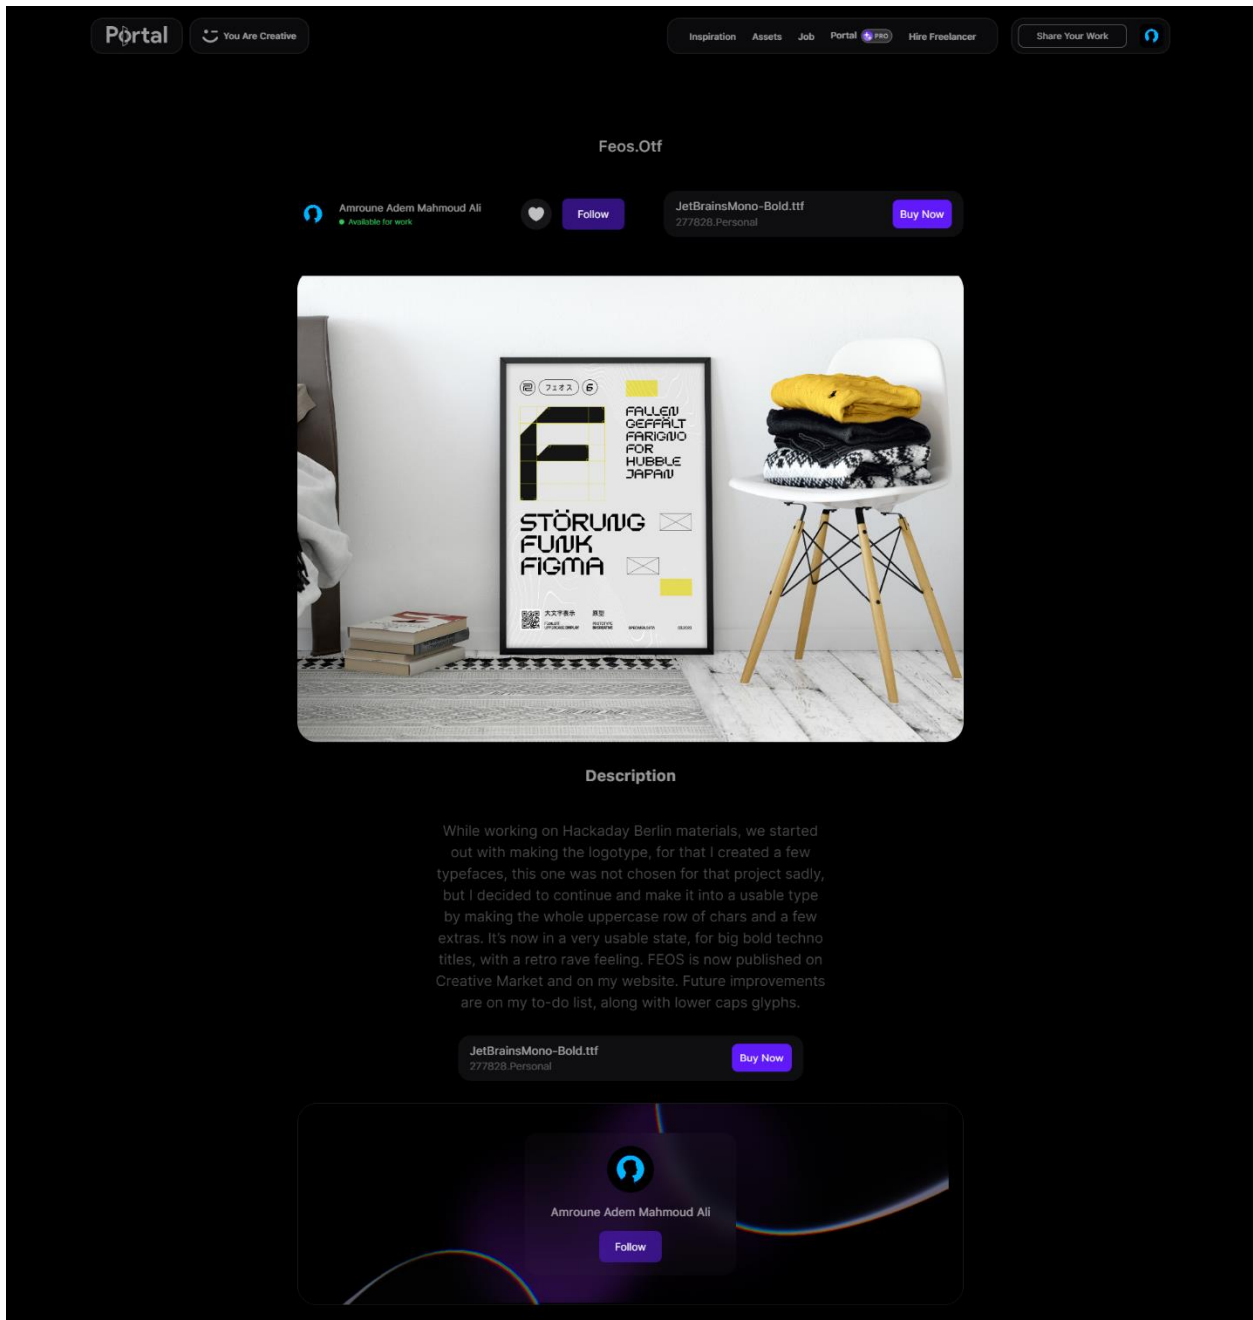 Portal
You Are Creative
Inspiration
Assets
Job
Portal PRO
Hire Freelancer
Share Your Work
Feos.Otf
Amroune Adem Mahmoud Ali
Available for work
Follow
JetBrainsMono-Bold.ttf
277828.Personal
Buy Now
フェオス
6
FALLEN
GEFFÄLT
FARIGNO
FOR
HUBBLE
JAPAN
F
STÖRUNG
FUNK
FIGMA
大文字表示
原型
Description
While working on Hackaday Berlin materials, we started
out with making the logotype, for that I created a few
typefaces, this one was not chosen for that project sadly,
but I decided to continue and make it into a usable type
by making the whole uppercase row of chars and a few
extras. It's now in a very usable state, for big bold techno
titles, with a retro rave feeling. FEOS is now published on
Creative Market and on my website. Future improvements
are on my to-do list, along with lower caps glyphs.
JetBrainsMono-Bold.ttf
277828.Personal
Buy Now
Amroune Adem Mahmoud Ali
Follow